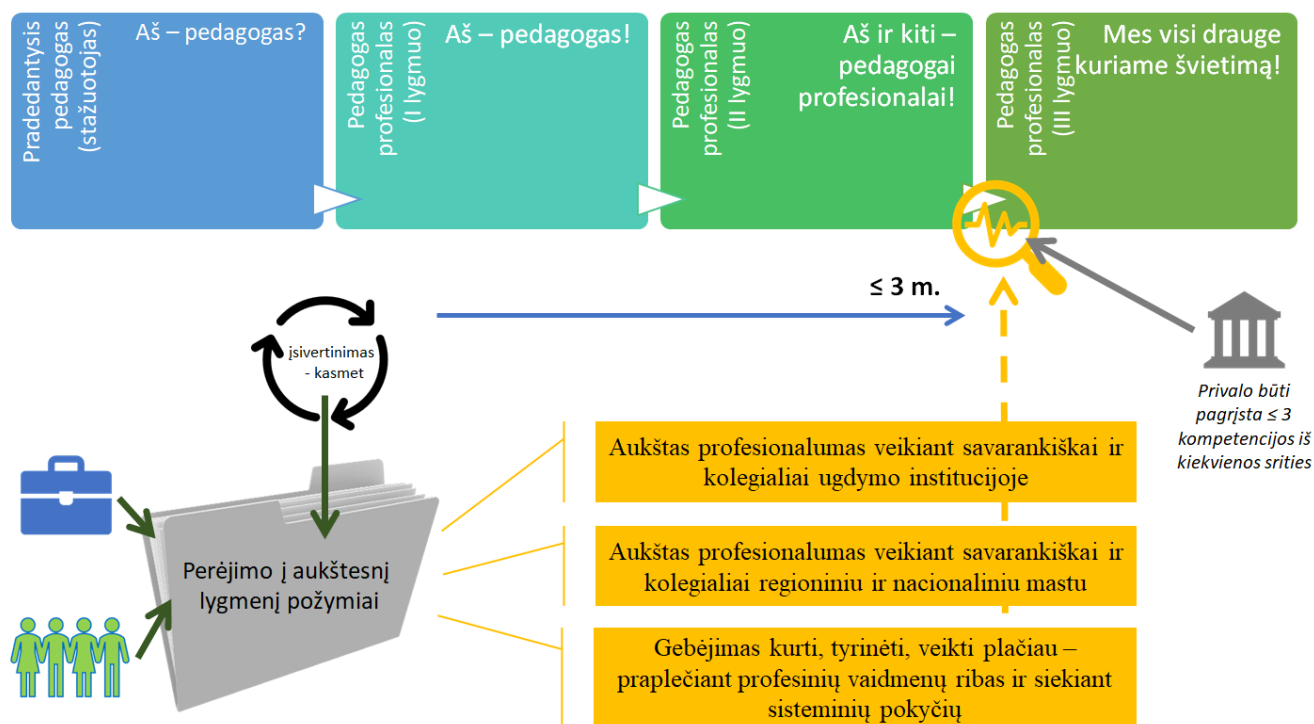 Pradedantysis
pedagogas
(stažuotojas)
Aš – pedagogas?
Pedagogas
profesionalas
(I lygmuo)
Aš – pedagogas!
Pedagogas
profesionalas
(II lygmuo)
Aš ir kiti –
pedagogai
profesionalai!
Pedagogas
profesionalas
(III lygmuo)
Mes visi drauge
kuriame švietimą!
≤ 3 m.
įsivertinimas
- kasmet
Privalo būti
pagrįsta ≤ 3
kompetencijos iš
kiekvienos srities
Aukštas profesionalumas veikiant savarankiškai ir
kolegialiai ugdymo institucijoje
Perėjimo į aukštesnį
lygmenį požymiai
Aukštas profesionalumas veikiant savarankiškai ir
kolegialiai regioniniu ir nacionaliniu mastu
Gebėjimas kurti, tyrinėti, veikti plačiau –
praplečiant profesinių vaidmenų ribas ir siekiant
sisteminių pokyčių